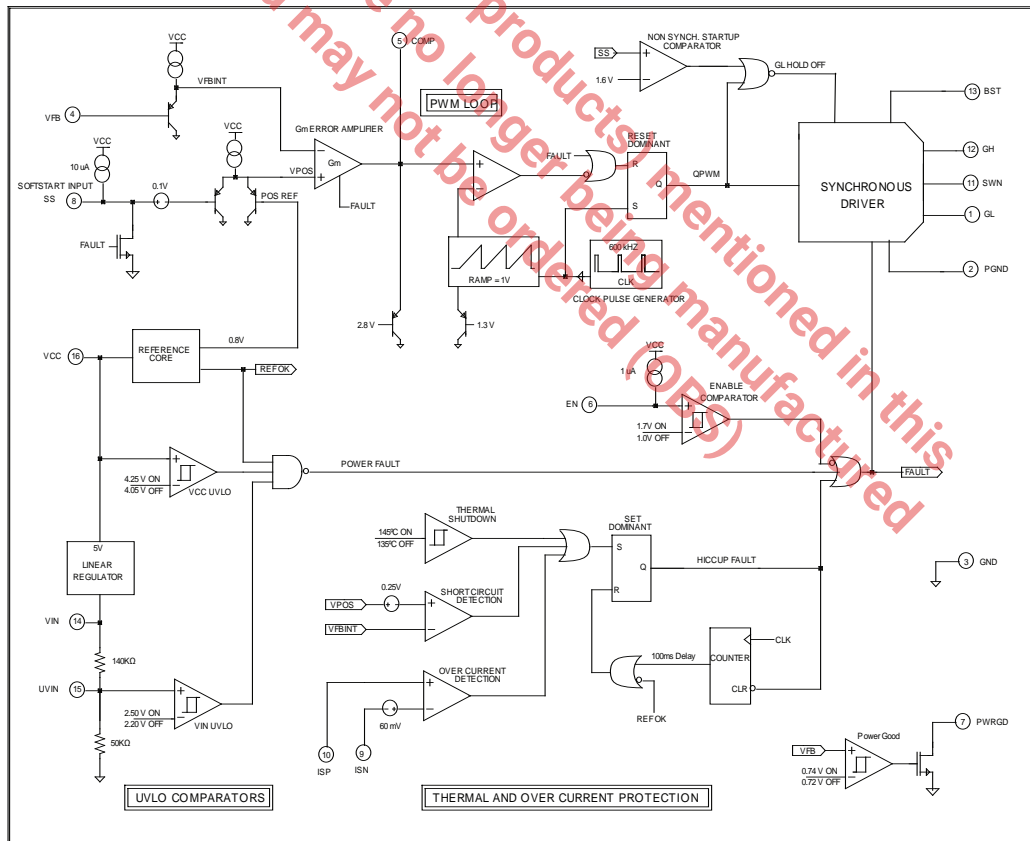 products) mentioned in this
e no longer being manufactured
d may not be ordered (OBS)
VCC
VFBINT
VFB
4
VCC
10 uA
SOFTSTART INPUT
SS
8
0.1V
VCC
VPOS
POS REF
FAULT
Gm ERROR AMPLIFIER
Gm
FAULT
5
COMP
PWM LOOP
FAULT
RESET
DOMINANT
R
Q
S
QPWM
RAMP = 1V
600 kHZ
CLK
CLOCK PULSE GENERATOR
2.8 V
1.3 V
NON SYNCH. STARTUP
COMPARATOR
SS
1.6 V
GL HOLD OFF
SYNCHRONOUS
DRIVER
13 BST
12 GH
11 SWN
1 GL
2 PGND
VCC
16
REFERENCE
CORE
0.8V
REFOK
VCC
1 uA
EN
6
ENABLE
COMPARATOR
1.7V ON
1.0V OFF
4.25 V ON
4.05 V OFF
VCC UVLO
POWER FAULT
FAULT
5V
LINEAR
REGULATOR
VIN
14
140KΩ
UVIN
15
50KΩ
2.50 V ON
2.20 V OFF
VIN UVLO
THERMAL
SHUTDOWN
145ºC ON
135ºC OFF
SET
DOMINANT
S
Q
R
HICCUP FAULT
0.25V
VPOS
VFBINT
SHORT CIRCUIT
DETECTION
OVER CURRENT
DETECTION
60 mV
10
ISP
9
ISN
100ms Delay
REFOK
COUNTER
CLK
CLR
3 GND
7 PWRGD
Power Good
VFB
0.74 V ON
0.72 V OFF
UVLO COMPARATORS
THERMAL AND OVER CURRENT PROTECTION